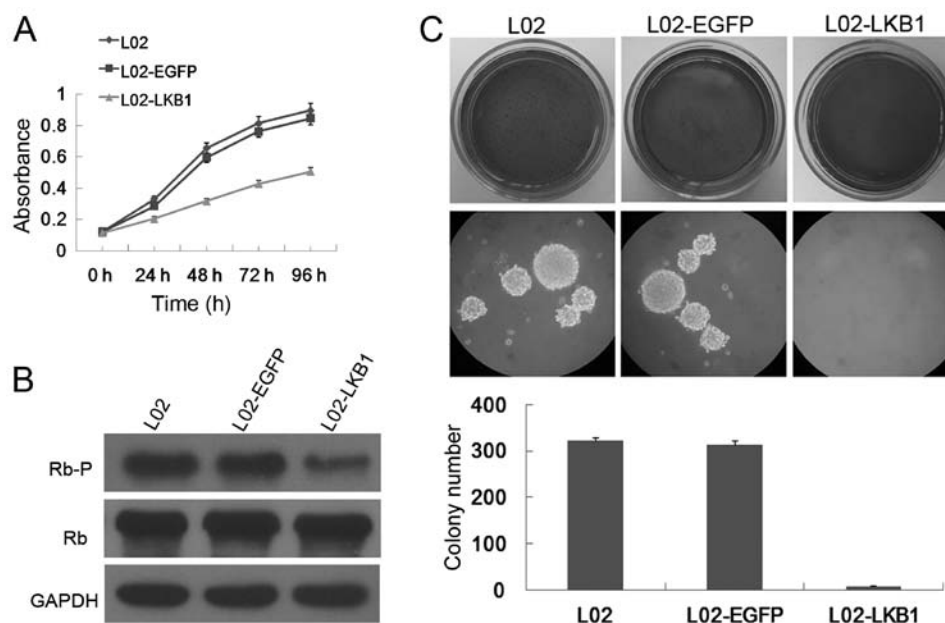 A
L02
L02-EGFP
L02-LKB1
Absorbance
1
0.8
0.6
0.4
0.2
0
0 h 24 h 48 h 72 h 96 h
Time (h)
B
L02
L02-EGFP
L02-LKB1
Rb-P
Rb
GAPDH
C
L02 L02-EGFP L02-LKB1
Colony number
400
300
200
100
0
L02 L02-EGFP L02-LKB1